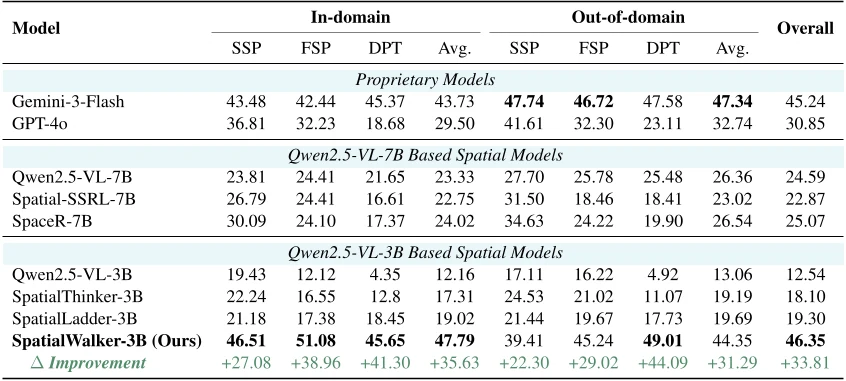 Model In-domain Out-of-domain Overall
SSP FSP DPT Avg. SSP FSP DPT Avg.
Proprietary Models
Gemini-3-Flash 43.48 42.44 45.37 43.73 47.74 46.72 47.58 47.34 45.24
GPT-4o 36.81 32.23 18.68 29.50 41.61 32.30 23.11 32.74 30.85
Qwen2.5-VL-7B Based Spatial Models
Qwen2.5-VL-7B 23.81 24.41 21.65 23.33 27.70 25.78 25.48 26.36 24.59
Spatial-SSRL-7B 26.79 24.41 16.61 22.75 31.50 18.46 18.41 23.02 22.87
SpaceR-7B 30.09 24.10 17.37 24.02 34.63 24.22 19.90 26.54 25.07
Qwen2.5-VL-3B Based Spatial Models
Qwen2.5-VL-3B 19.43 12.12 4.35 12.16 17.11 16.22 4.92 13.06 12.54
SpatialThinker-3B 22.24 16.55 12.8 17.31 24.53 21.02 11.07 19.19 18.10
SpatialLadder-3B 21.18 17.38 18.45 19.02 21.44 19.67 17.73 19.69 19.30
SpatialWalker-3B (Ours) 46.51 51.08 45.65 47.79 39.41 45.24 49.01 44.35 46.35
Δ Improvement +27.08 +38.96 +41.30 +35.63 +22.30 +29.02 +44.09 +31.29 +33.81